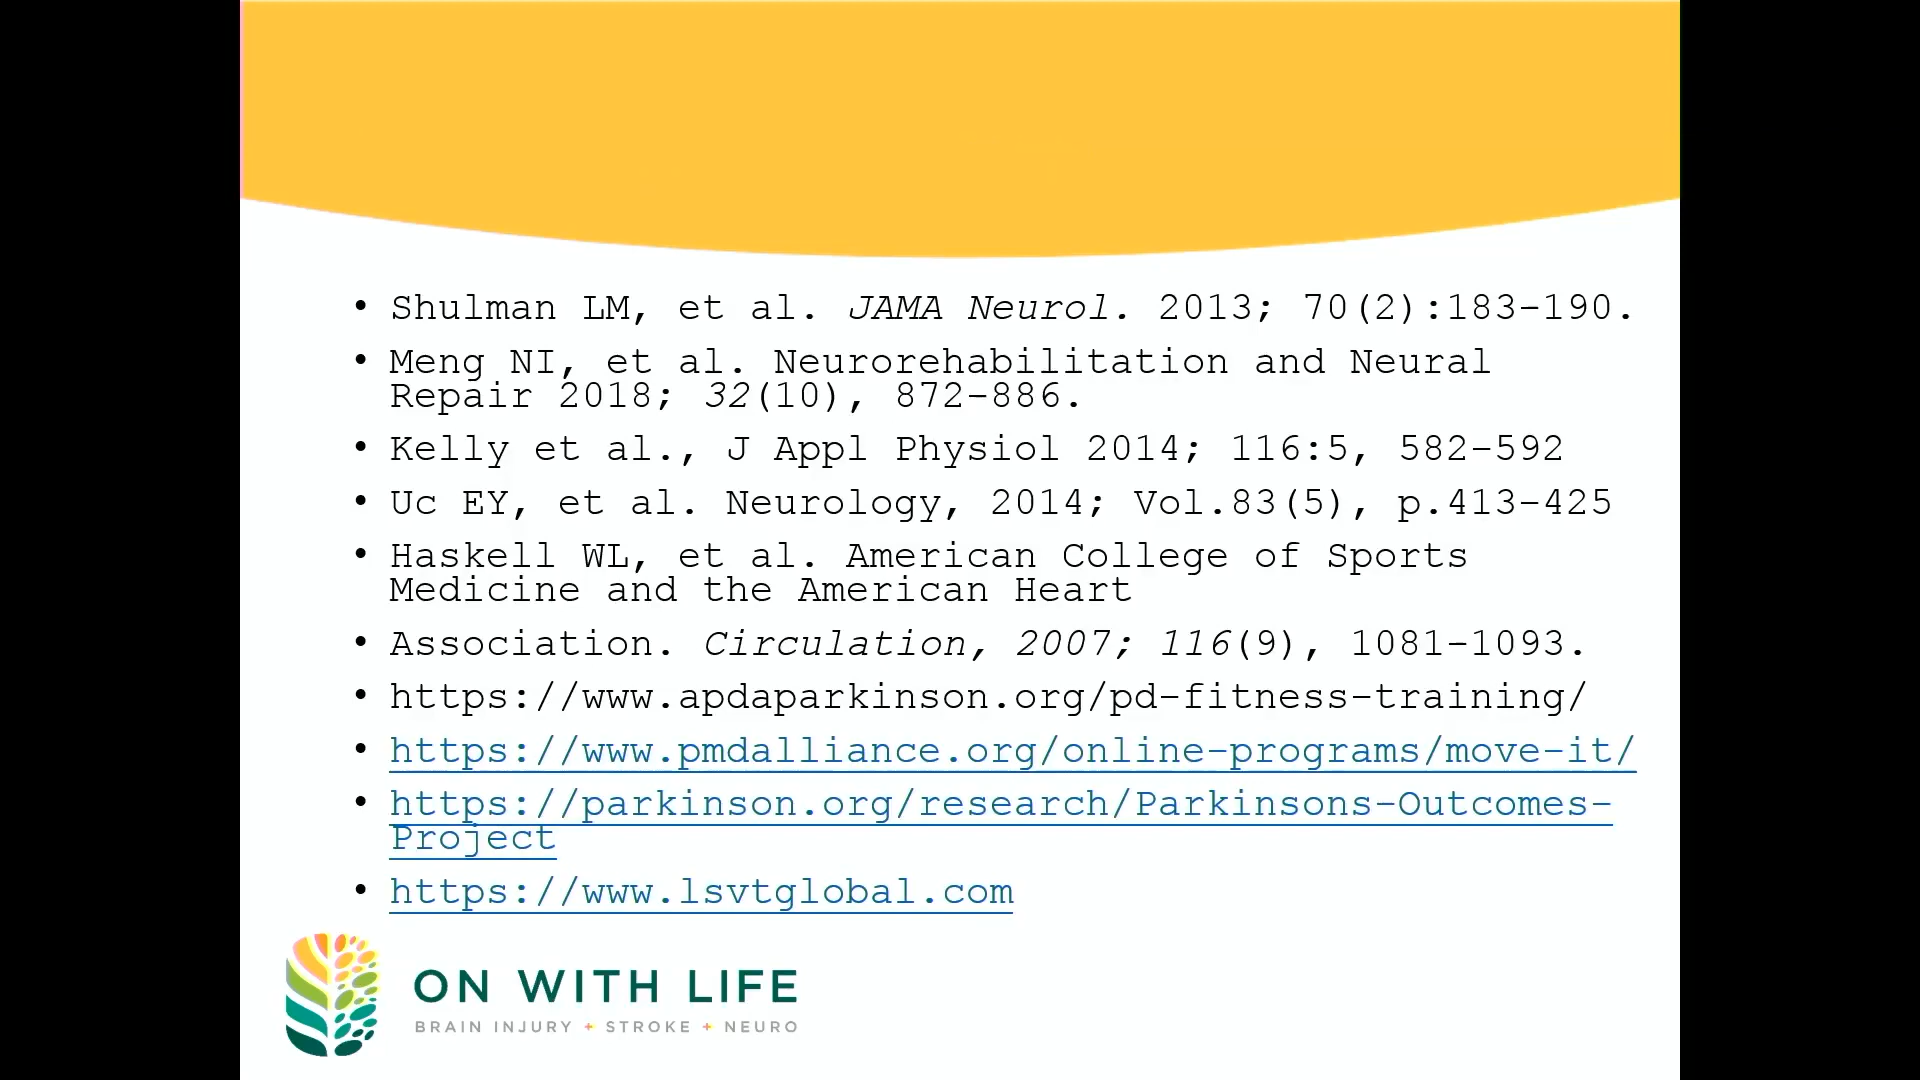 • Shulman LM, et al. JAMA Neurol. 2013; 70(2):183-190.
• Meng NI, et al. Neurorehabilitation and Neural
Repair 2018; 32(10), 872-886.
• Kelly et al., J Appl Physiol 2014; 116:5, 582-592
• Uc EY, et al. Neurology, 2014; Vol.83(5), p.413-425
• Haskell WL, et al. American College of Sports
Medicine and the American Heart
• Association. Circulation, 2007; 116(9), 1081-1093.
• https://www.apdaparkinson.org/pd-fitness-training/
• https://www.pmdalliance.org/online-programs/move-it/
• https://parkinson.org/research/Parkinsons-Outcomes-
Project
• https://www.lsvtglobal.com
ON WITH LIFE
BRAIN INJURY + STROKE + NEURO